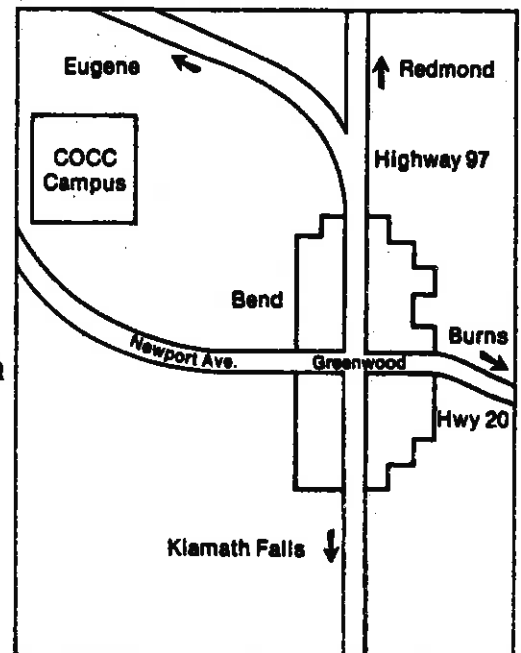 Eugene
Redmond
COCC
Campus
Highway 97
Bend
Burns
Newport Ave.
Greenwood
Hwy 20
Klamath Falls